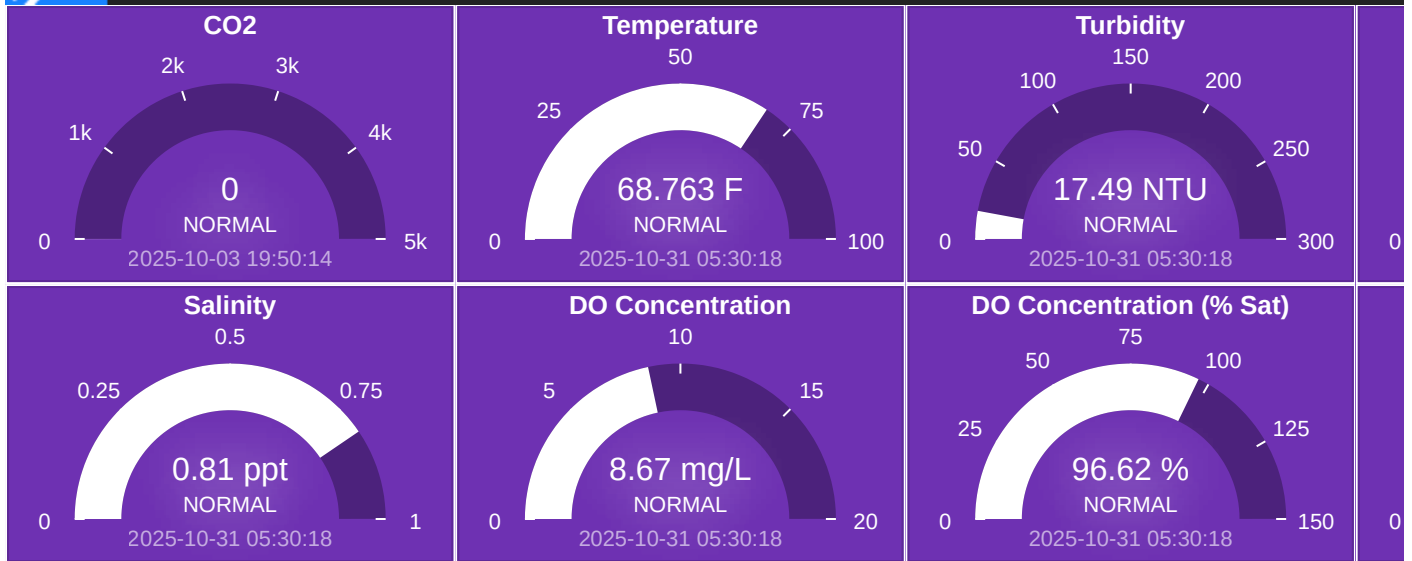 CO2
0
1k
2k
3k
4k
5k
0
NORMAL
2025-10-03 19:50:14
Temperature
0
25
50
75
100
68.763 F
NORMAL
2025-10-31 05:30:18
Turbidity
0
50
100
150
200
250
300
17.49 NTU
NORMAL
2025-10-31 05:30:18
0
Salinity
0
0.25
0.5
0.75
1
0.81 ppt
NORMAL
2025-10-31 05:30:18
DO Concentration
0
5
10
15
20
8.67 mg/L
NORMAL
2025-10-31 05:30:18
DO Concentration (% Sat)
0
25
50
75
100
125
150
96.62 %
NORMAL
2025-10-31 05:30:18
0